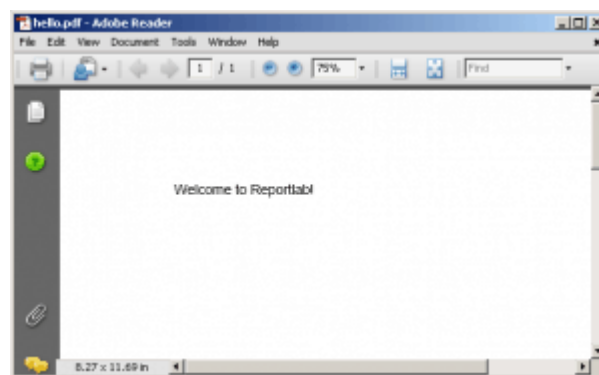 hello.pdf - Adobe Reader
File Edit View Document Tools Window Help
1 / 1 75% Find
Welcome to Reportlab!
8.27 x 11.69 in